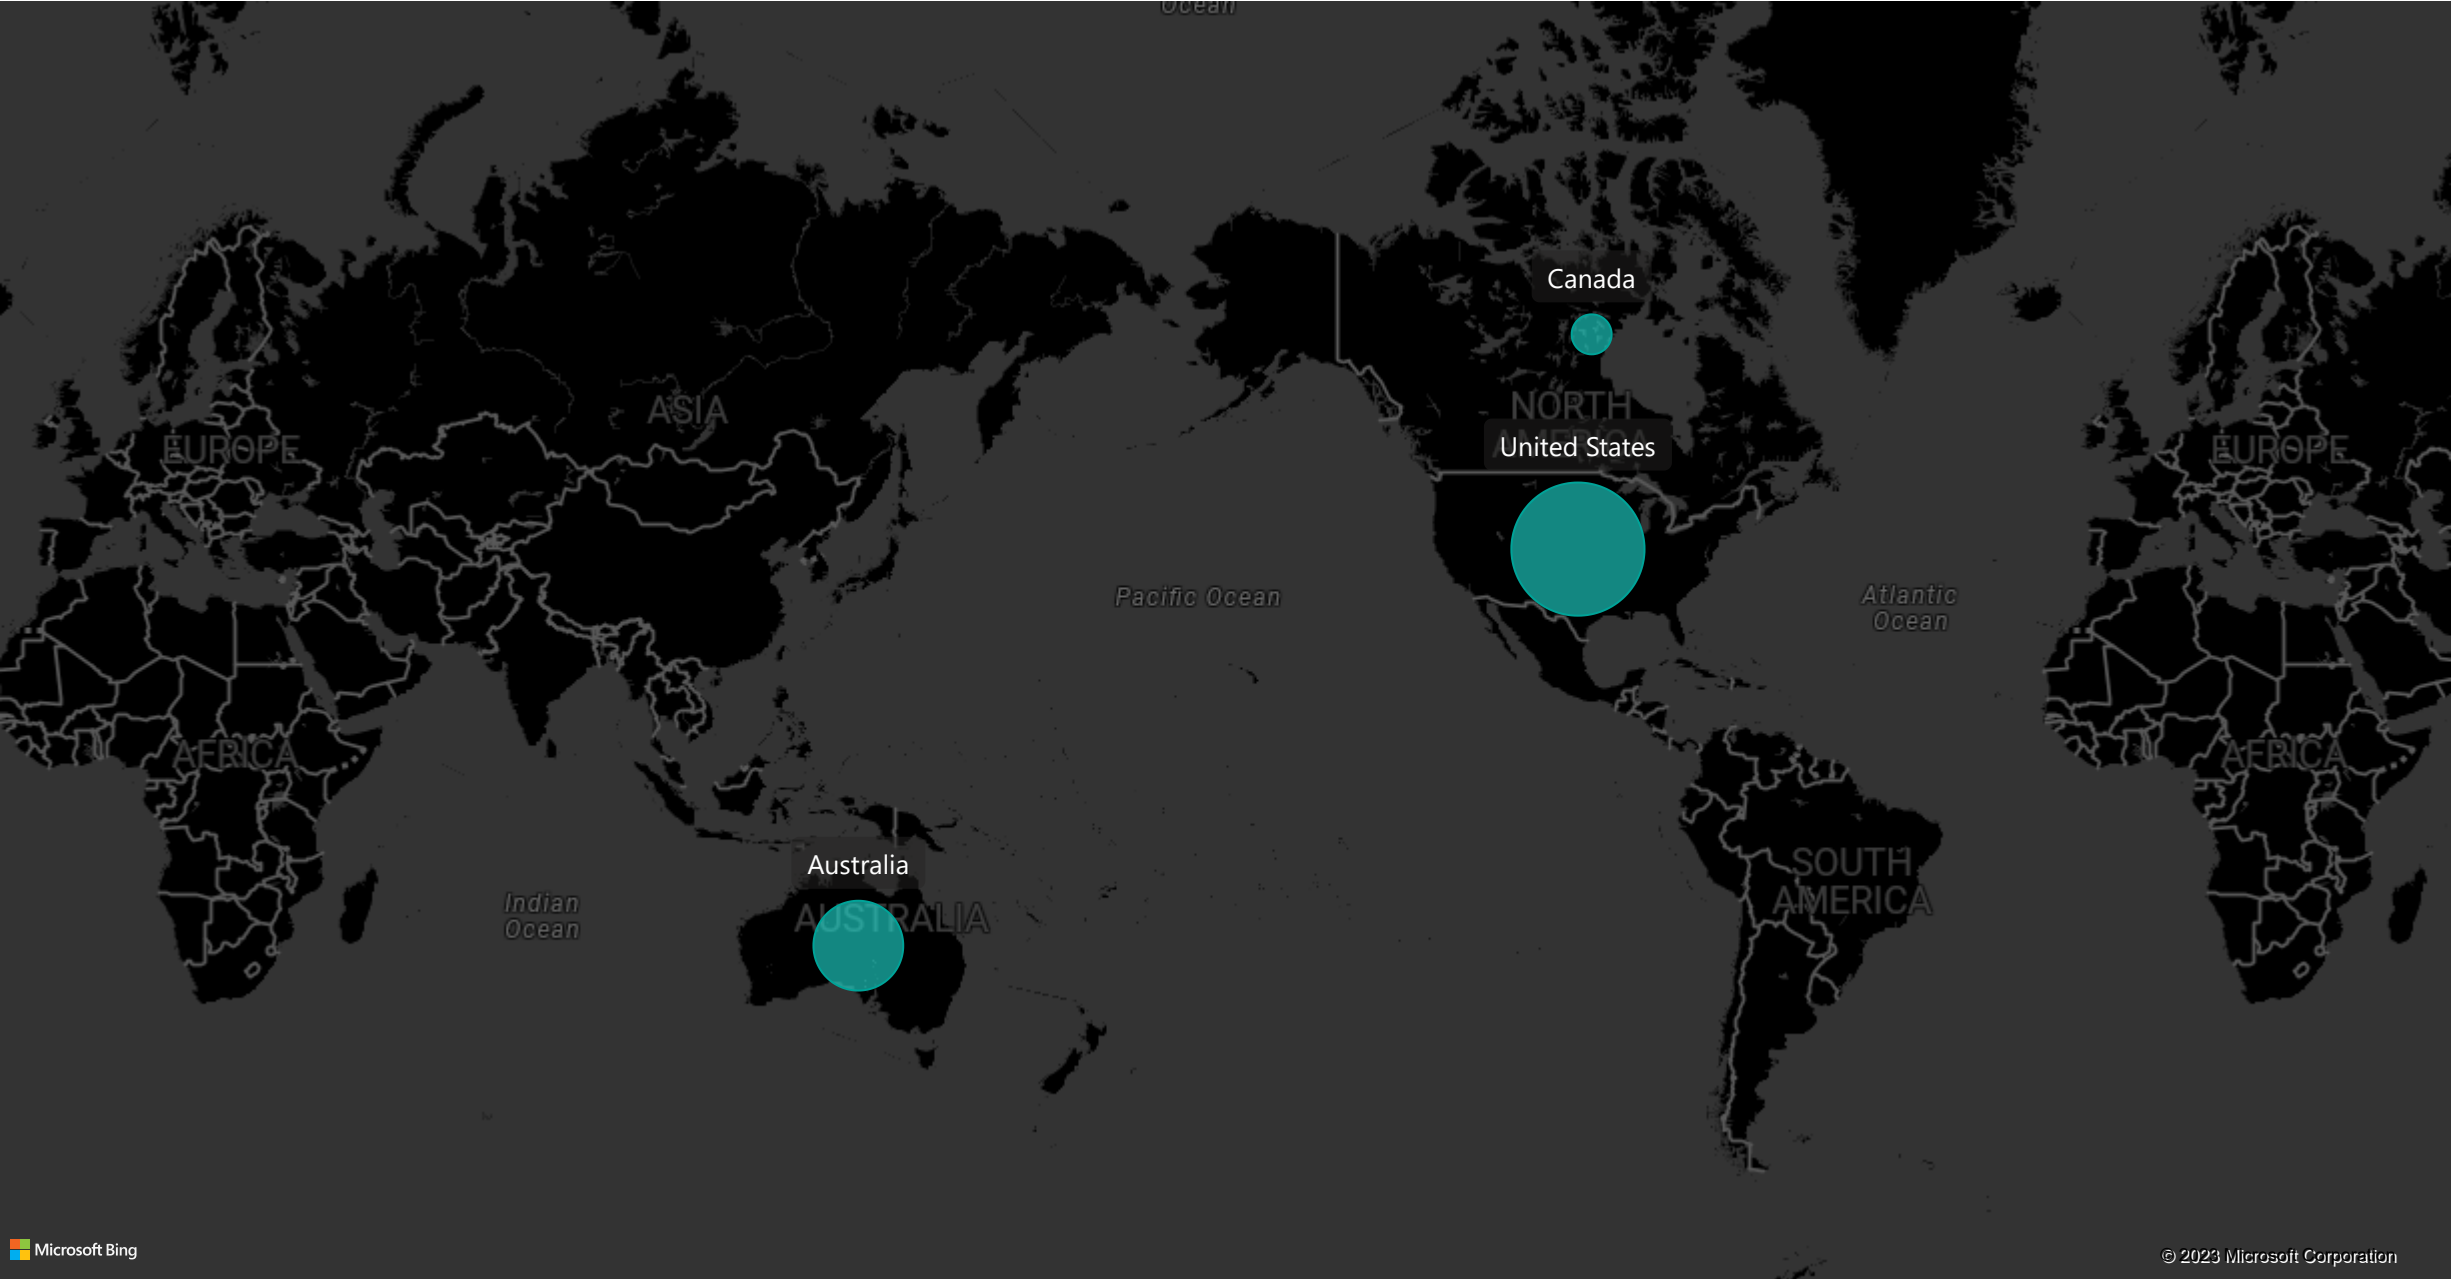 Ocean
Canada
NORTH
AMERICA
United States
ASIA
EUROPE
EUROPE
Pacific Ocean
Atlantic
Ocean
AFRICA
AFRICA
Australia
AUSTRALIA
SOUTH
AMERICA
Indian
Ocean
Microsoft Bing
© 2023 Microsoft Corporation